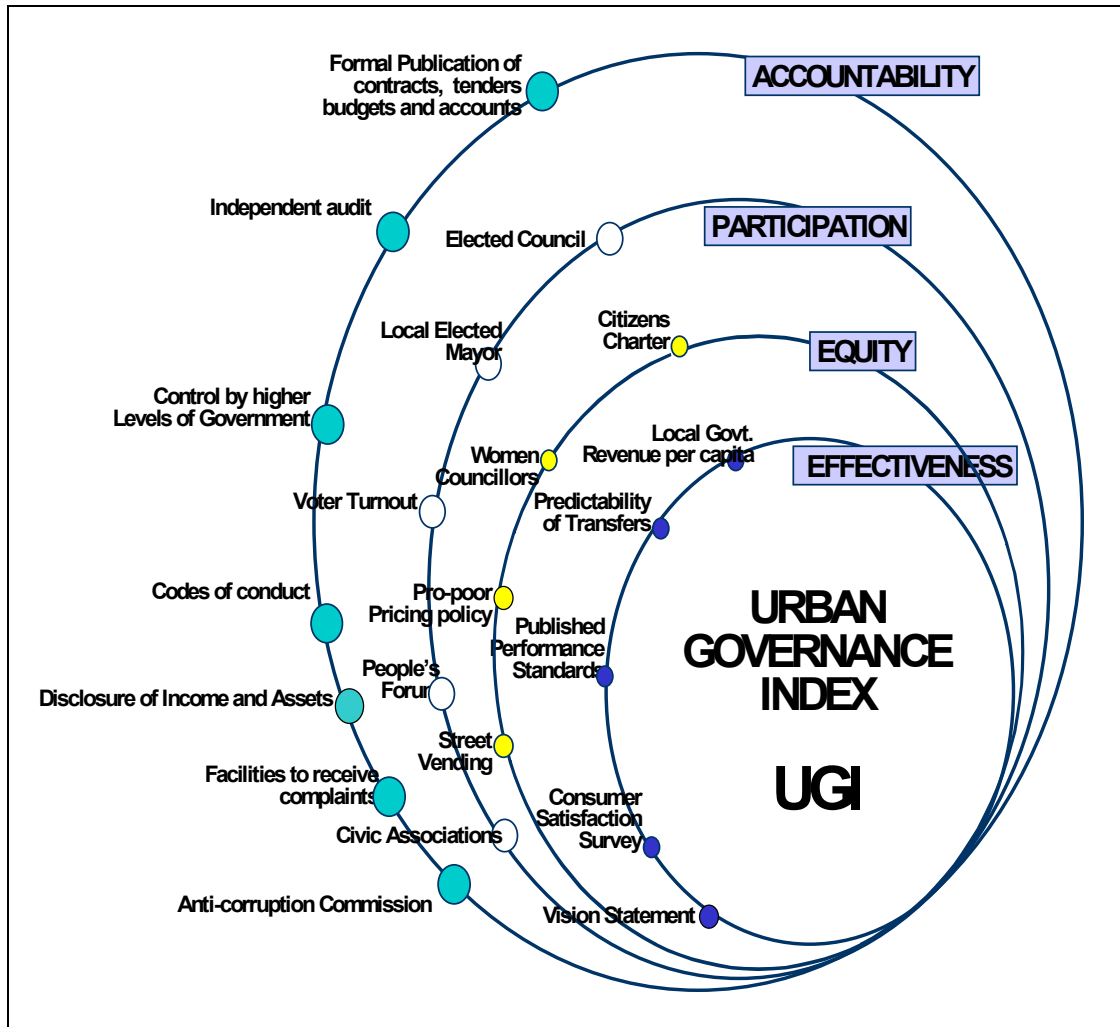 Formal Publication of
contracts, tenders
budgets and accounts
ACCOUNTABILITY
Independent audit
PARTICIPATION
Elected Council
Local Elected
Mayor
Citizens
Charter
EQUITY
Control by higher
Levels of Government
Women
Councillors
Local Govt.
Revenue per capita
EFFECTIVENESS
Voter Turnout
Predictability
of Transfers
Codes of conduct
Pro-poor
Pricing policy
Published
Performance
Standards
URBAN
GOVERNANCE
INDEX
UGI
People's
Forum
Disclosure of Income and Assets
Street
Vending
Facilities to receive
complaints
Consumer
Satisfaction
Survey
Civic Associations
Anti-corruption Commission
Vision Statement